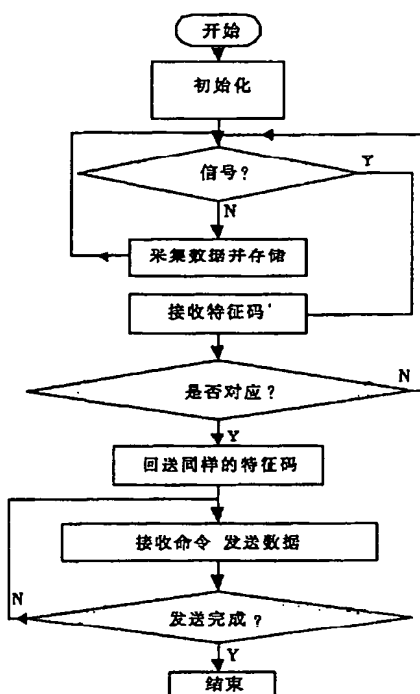 开始
初始化
信号?
Y
N
采集数据并存储
接收特征码'
是否对应?
N
Y
回送同样的特征码
接收命令 发送数据
N
发送完成?
Y
结束